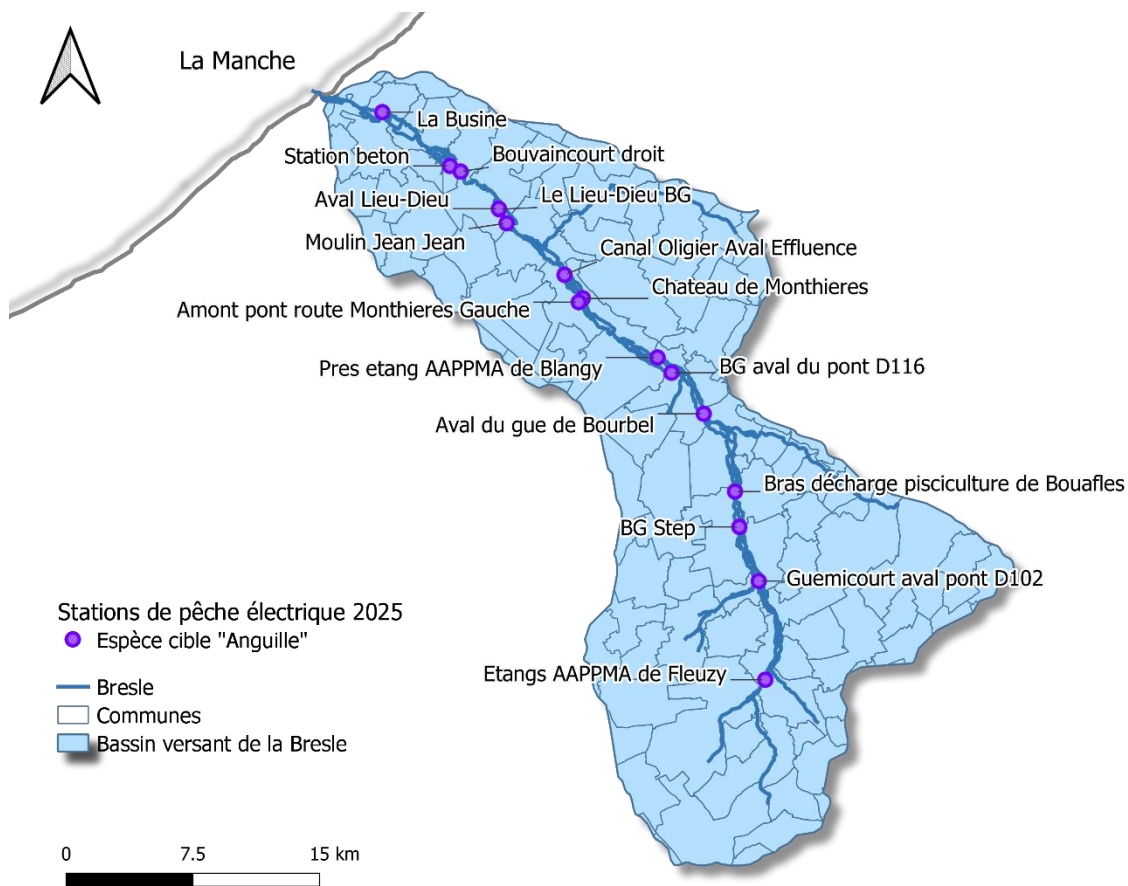 La Manche
La Busine
Station beton
Bouvaincourt droit
Aval Lieu-Dieu
Le Lieu-Dieu BG
Moulin Jean Jean
Canal Oligier Aval Effluence
Chateau de Monthieres
Amont pont route Monthieres Gauche
Pres etang AAPPMA de Blangy
BG aval du pont D116
Aval du gue de Bourbel
Bras décharge pisciculture de Bouafles
BG Step
Guemicourt aval pont D102
Etangs AAPPMA de Fleuzy
Stations de pêche électrique 2025
Espèce cible "Anguille"
Bresle
Communes
Bassin versant de la Bresle
0 7.5 15 km